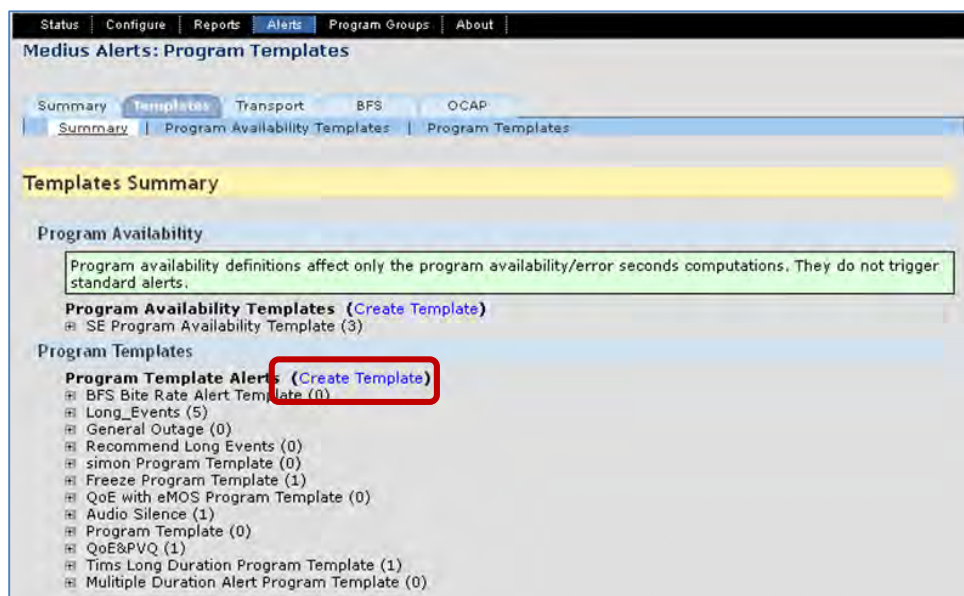 Status Configure Reports Alerts Program Groups About
Medius Alerts: Program Templates
Summary Templates Transport BFS OCAP
Summary | Program Availability Templates | Program Templates
Templates Summary
Program Availability
Program availability definitions affect only the program availability/error seconds computations. They do not trigger
standard alerts.
Program Availability Templates (Create Template)
SE Program Availability Template (3)
Program Templates
Program Template Alerts (Create Template)
BFS Bite Rate Alert Template (0)
Long_Events (5)
General Outage (0)
Recommend Long Events (0)
simon Program Template (0)
Freeze Program Template (1)
QoE with eMOS Program Template (0)
Audio Silence (1)
Program Template (0)
QoE&PVQ (1)
Tims Long Duration Program Template (1)
Mulitiple Duration Alert Program Template (0)